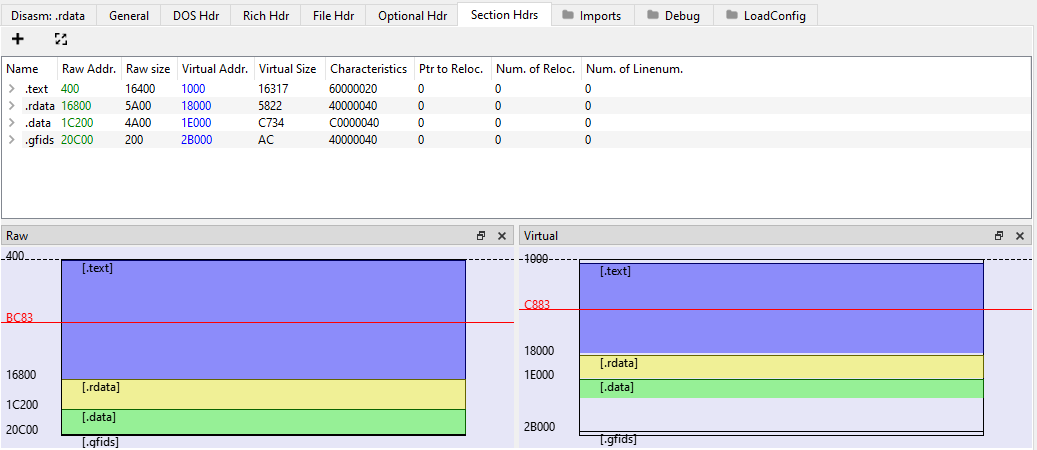 Disasm: .rdata General DOS Hdr Rich Hdr File Hdr Optional Hdr Section Hdrs Imports Debug LoadConfig
Name Raw Addr. Raw size Virtual Addr. Virtual Size Characteristics Ptr to Reloc. Num. of Reloc. Num. of Linenum.
.text 400 16400 1000 16317 60000020 0 0 0
.rdata 16800 5A00 18000 5822 40000040 0 0 0
.data 1C200 4A00 1E000 C734 C0000040 0 0 0
.gfids 20C00 200 2B000 AC 40000040 0 0 0
Raw
400
[.text]
BC83
16800
[.rdata]
1C200
[.data]
20C00
[.gfids]
Virtual
1000
[.text]
C883
18000
[.rdata]
1E000
[.data]
2B000
[.gfids]